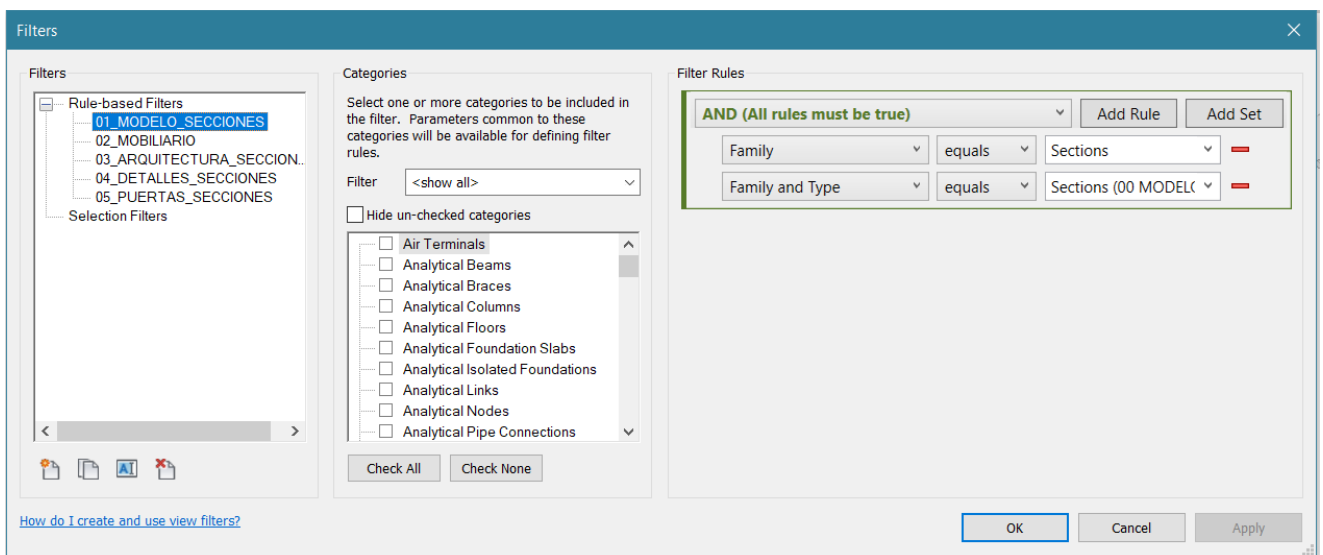 Filters
Filters
Rule-based Filters
01_MODELO_SECCIONES
02_MOBILIARIO
03_ARQUITECTURA_SECCION..
04_DETALLES_SECCIONES
05_PUERTAS_SECCIONES
Selection Filters
How do I create and use view filters?
Categories
Select one or more categories to be included in
the filter. Parameters common to these
categories will be available for defining filter
rules.
Filter <show all>
Hide un-checked categories
Air Terminals
Analytical Beams
Analytical Braces
Analytical Columns
Analytical Floors
Analytical Foundation Slabs
Analytical Isolated Foundations
Analytical Links
Analytical Nodes
Analytical Pipe Connections
Check All Check None
Filter Rules
AND (All rules must be true) Add Rule Add Set
Family equals Sections
Family and Type equals Sections (00 MODEL(
OK Cancel Apply